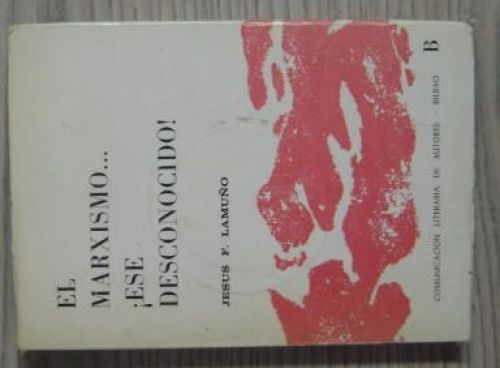 EL
MARXISMO...
¡ESE
DESCONOCIDO!
JESUS F. LAMUÑO
COMUNICACION LITERARIA DE AUTORES - BILBAO
B